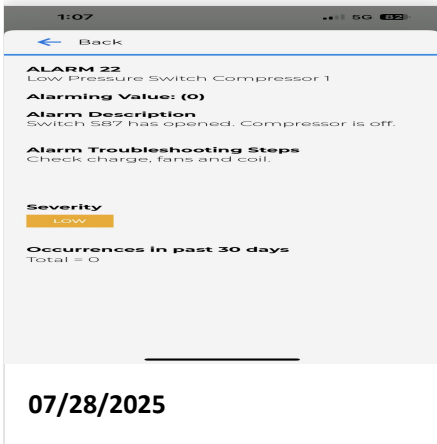 1:07
5G 82
Back
ALARM 22
Low Pressure Switch Compressor 1
Alarming Value: (0)
Alarm Description
Switch S87 has opened. Compressor is off.
Alarm Troubleshooting Steps
Check charge, fans and coil.
Severity
LOW
Occurrences in past 30 days
Total = 0
07/28/2025